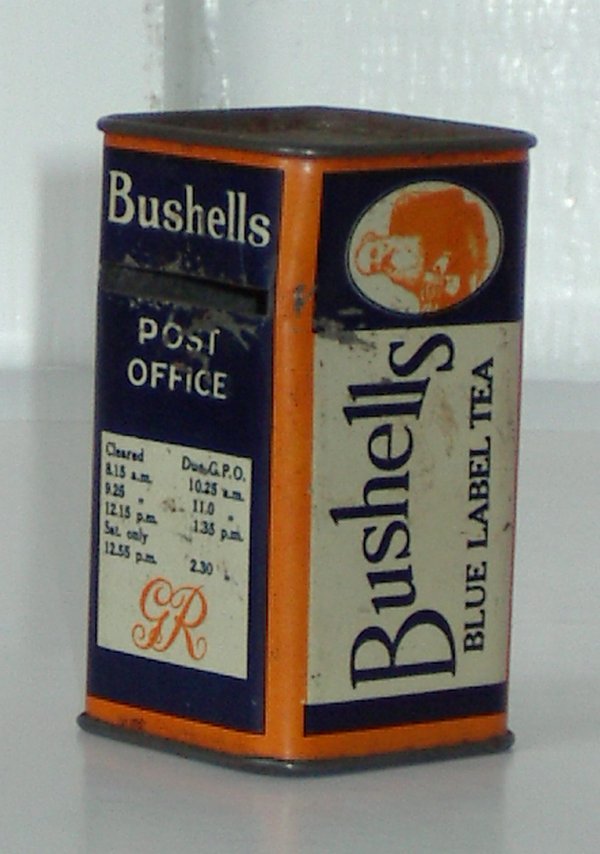 Bushells
POST
OFFICE
Cleared Due G.P.O.
8.15 a.m. 10.25 a.m.
9.25 " 11.0 "
12.15 p.m. 1.35 p.m.
Sat. only
12.55 p.m. 2.30 "
GR
Bushells
BLUE LABEL TEA